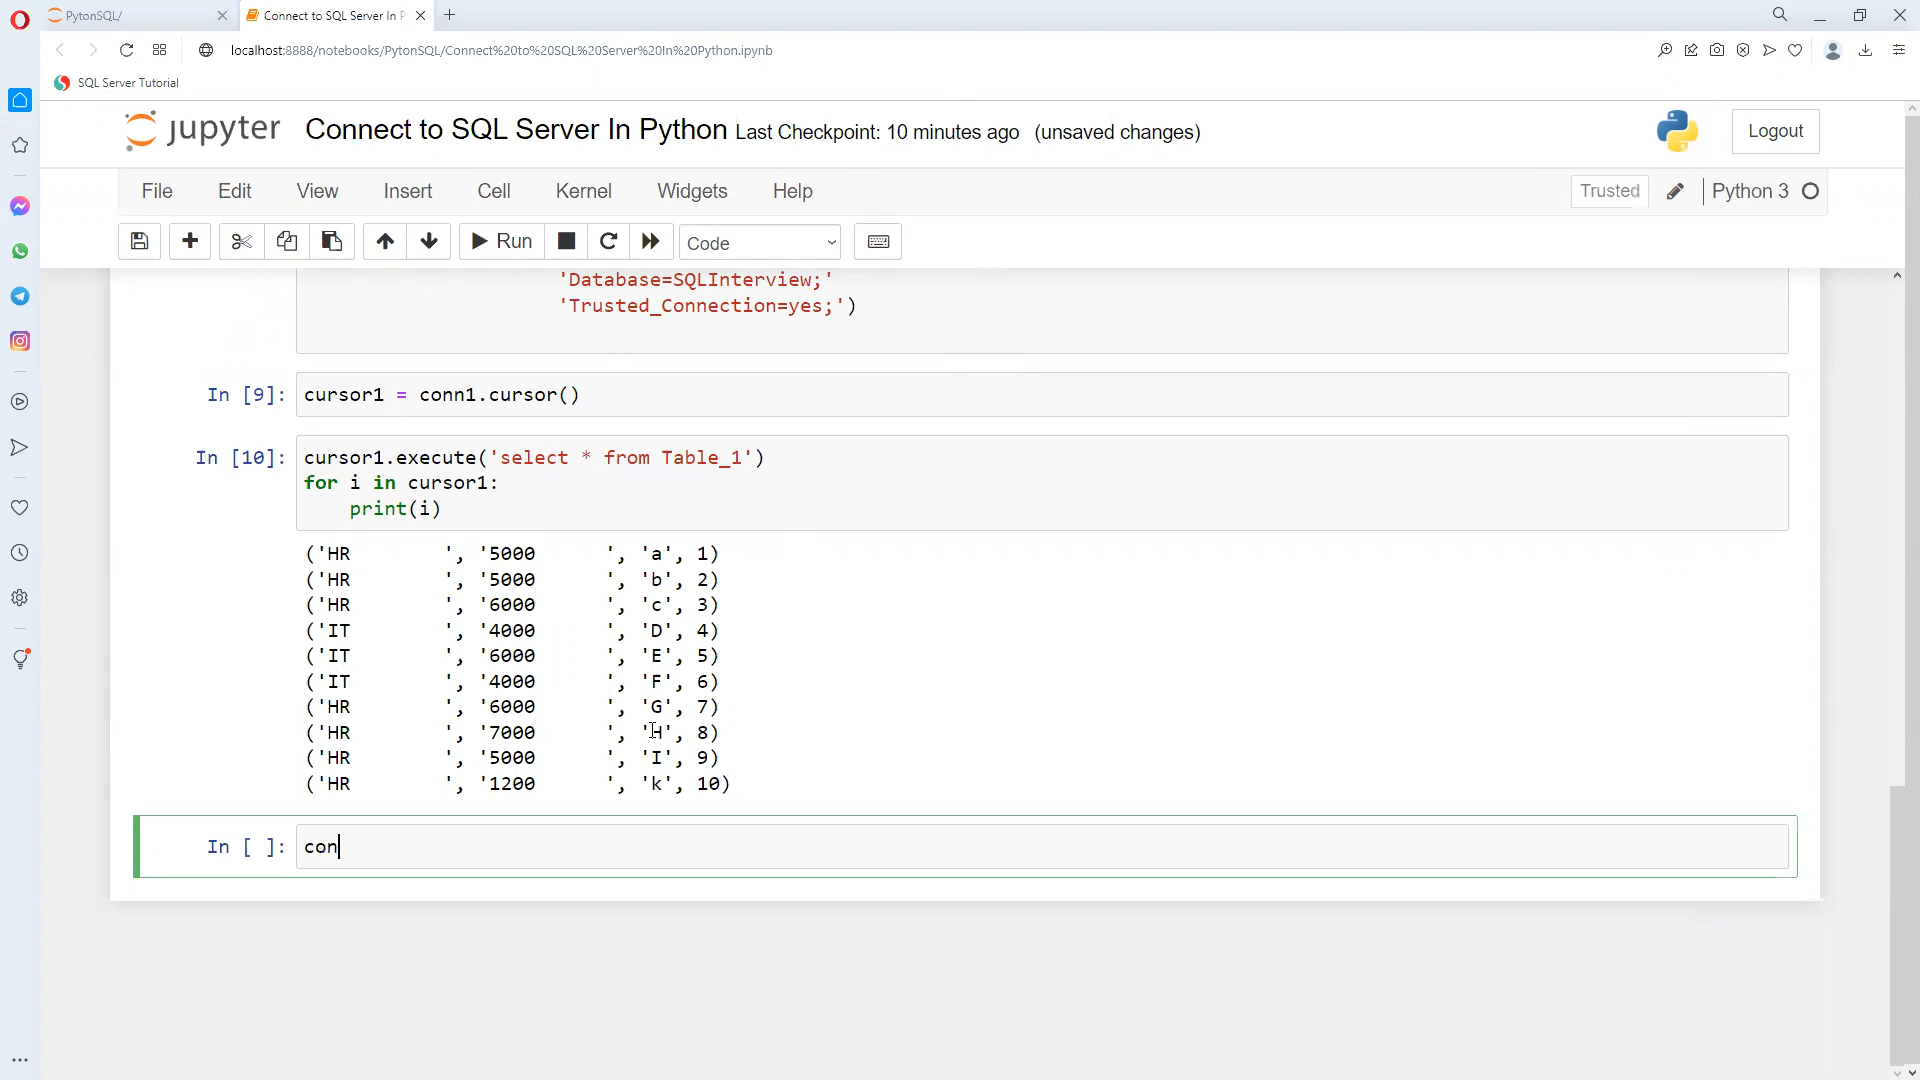 PytonSQL/
Connect to SQL Server In P
localhost:8888/notebooks/PytonSQL/Connect%20to%20SQL%20Server%20In%20Python.ipynb
SQL Server Tutorial
jupyter Connect to SQL Server In Python Last Checkpoint: 10 minutes ago (unsaved changes)
Logout
File Edit View Insert Cell Kernel Widgets Help
Trusted Python 3
Run Code
'Database=SQLInterview;'
'Trusted_Connection=yes;')
In [9]: cursor1 = conn1.cursor()
In [10]: cursor1.execute('select * from Table_1')
for i in cursor1:
    print(i)
('HR        ', '5000      ', 'a', 1)
('HR        ', '5000      ', 'b', 2)
('HR        ', '6000      ', 'c', 3)
('IT        ', '4000      ', 'D', 4)
('IT        ', '6000      ', 'E', 5)
('IT        ', '4000      ', 'F', 6)
('HR        ', '6000      ', 'G', 7)
('HR        ', '7000      ', 'H', 8)
('HR        ', '5000      ', 'I', 9)
('HR        ', '1200      ', 'k', 10)
In [ ]: con